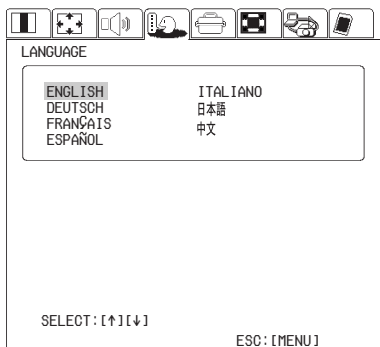 LANGUAGE
ENGLISH
DEUTSCH
FRANÇAIS
ESPAÑOL
ITALIANO
日本語
中文
SELECT:[↑][↓]
ESC:[MENU]